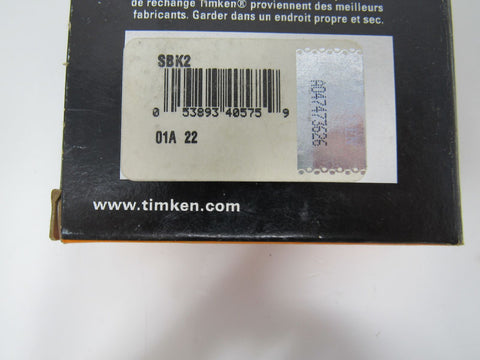 de rechange Timken® proviennent des meilleurs
fabricants. Garder dans un endroit propre et sec.
SBK2
0 53893 40575 9
01A 22
A047473626
www.timken.com